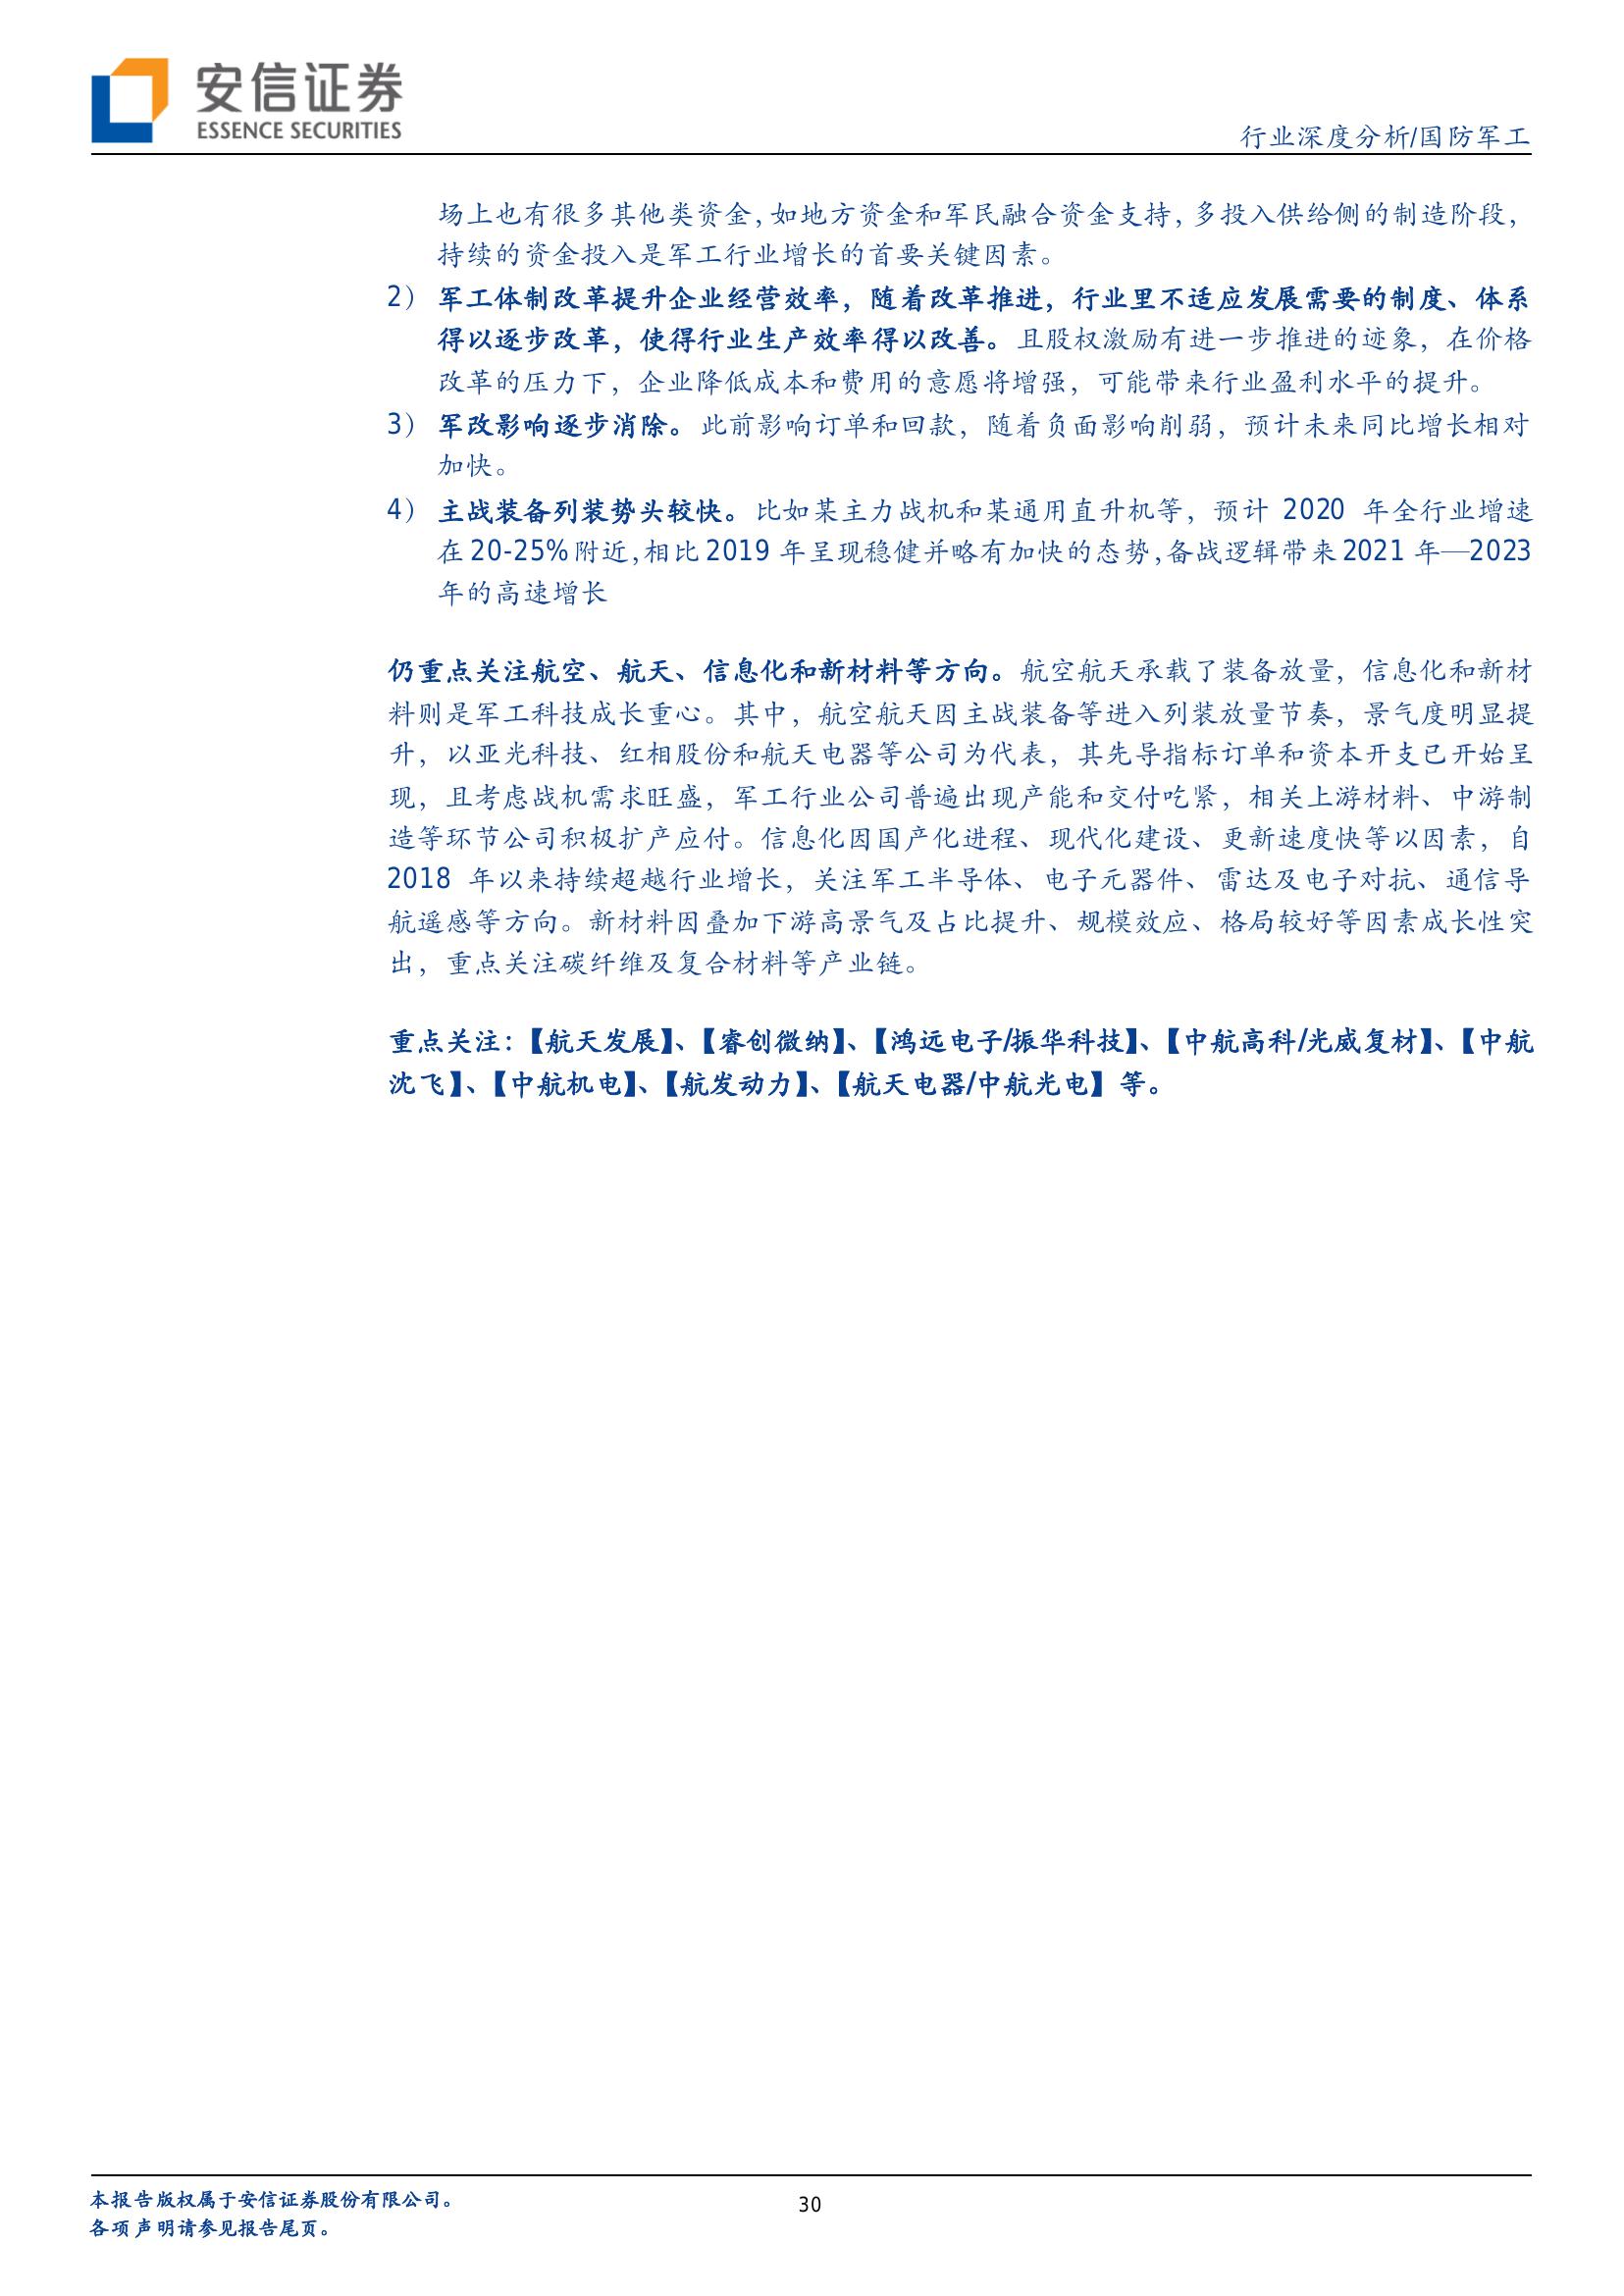 安信证券
ESSENCE SECURITIES
行业深度分析/国防军工
场上也有很多其他类资金，如地方资金和军民融合资金支持，多投入供给侧的制造阶段，
持续的资金投入是军工行业增长的首要关键因素。
2） 军工体制改革提升企业经营效率，随着改革推进，行业里不适应发展需要的制度、体系
得以逐步改革，使得行业生产效率得以改善。且股权激励有进一步推进的迹象，在价格
改革的压力下，企业降低成本和费用的意愿将增强，可能带来行业盈利水平的提升。
3） 军改影响逐步消除。此前影响订单和回款，随着负面影响削弱，预计未来同比增长相对
加快。
4） 主战装备列装势头较快。比如某主力战机和某通用直升机等，预计 2020 年全行业增速
在 20-25%附近，相比 2019 年呈现稳健并略有加快的态势，备战逻辑带来 2021 年—2023
年的高速增长
仍重点关注航空、航天、信息化和新材料等方向。航空航天承载了装备放量，信息化和新材
料则是军工科技成长重心。其中，航空航天因主战装备等进入列装放量节奏，景气度明显提
升，以亚光科技、红相股份和航天电器等公司为代表，其先导指标订单和资本开支已开始呈
现，且考虑战机需求旺盛，军工行业公司普遍出现产能和交付吃紧，相关上游材料、中游制
造等环节公司积极扩产应付。信息化因国产化进程、现代化建设、更新速度快等以因素，自
2018 年以来持续超越行业增长，关注军工半导体、电子元器件、雷达及电子对抗、通信导
航遥感等方向。新材料因叠加下游高景气及占比提升、规模效应、格局较好等因素成长性突
出，重点关注碳纤维及复合材料等产业链。
重点关注：【航天发展】、【睿创微纳】、【鸿远电子/振华科技】、【中航高科/光威复材】、【中航
沈飞】、【中航机电】、【航发动力】、【航天电器/中航光电】等。
本报告版权属于安信证券股份有限公司。
30
各项声明请参见报告尾页。